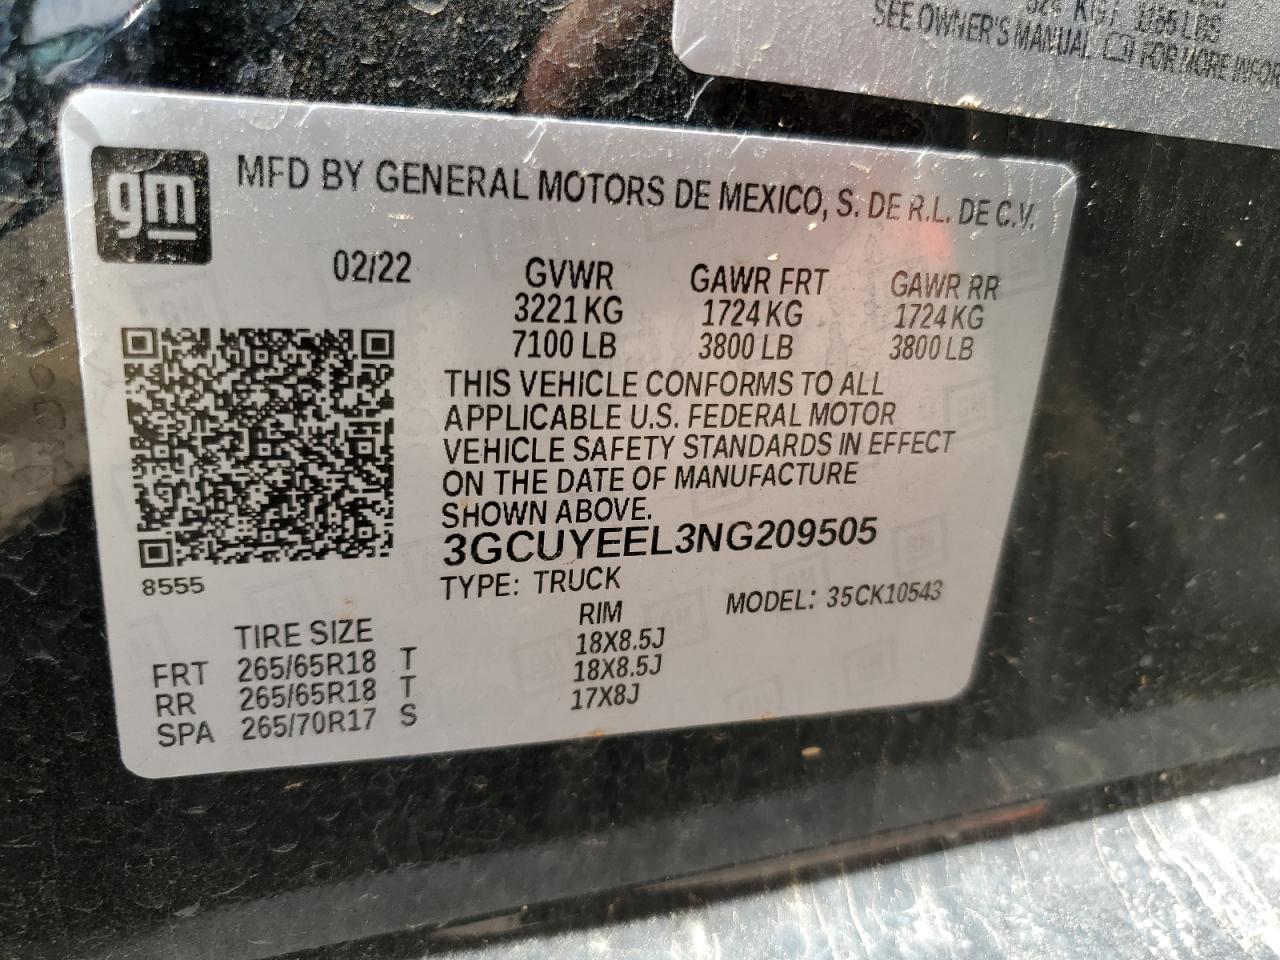 1155 LBS
SEE OWNER'S MANUAL FOR MORE
gm
MFD BY GENERAL MOTORS DE MEXICO, S. DE R.L. DE C.V.
02/22 GVWR GAWR FRT GAWR RR
3221 KG 1724 KG 1724 KG
7100 LB 3800 LB 3800 LB
THIS VEHICLE CONFORMS TO ALL
APPLICABLE U.S. FEDERAL MOTOR
VEHICLE SAFETY STANDARDS IN EFFECT
ON THE DATE OF MANUFACTURE
SHOWN ABOVE.
3GCUYEEL3NG209505
8555
TYPE: TRUCK MODEL: 35CK10543
TIRE SIZE RIM
FRT 265/65R18 T 18X8.5J
RR 265/65R18 T 18X8.5J
SPA 265/70R17 S 17X8J